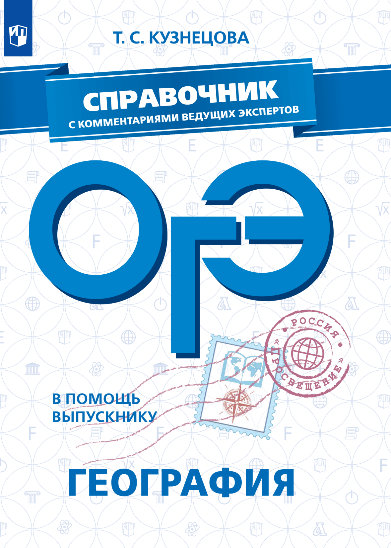 Т. С. КУЗНЕЦОВА
СПРАВОЧНИК
С КОММЕНТАРИЯМИ ВЕДУЩИХ ЭКСПЕРТОВ
ОГЭ
РОССИЯ
"ПРОСВЕЩЕНИЕ"
В ПОМОЩЬ
ВЫПУСКНИКУ
ГЕОГРАФИЯ